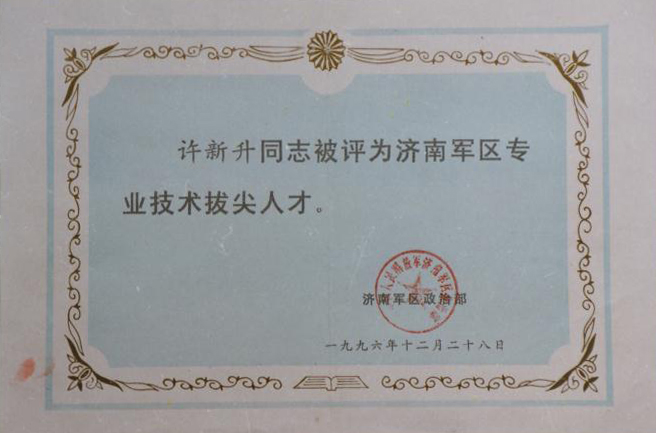 许新升同志被评为济南军区专
业技术拔尖人才。
济南军区政治部
一九九六年十二月二十八日